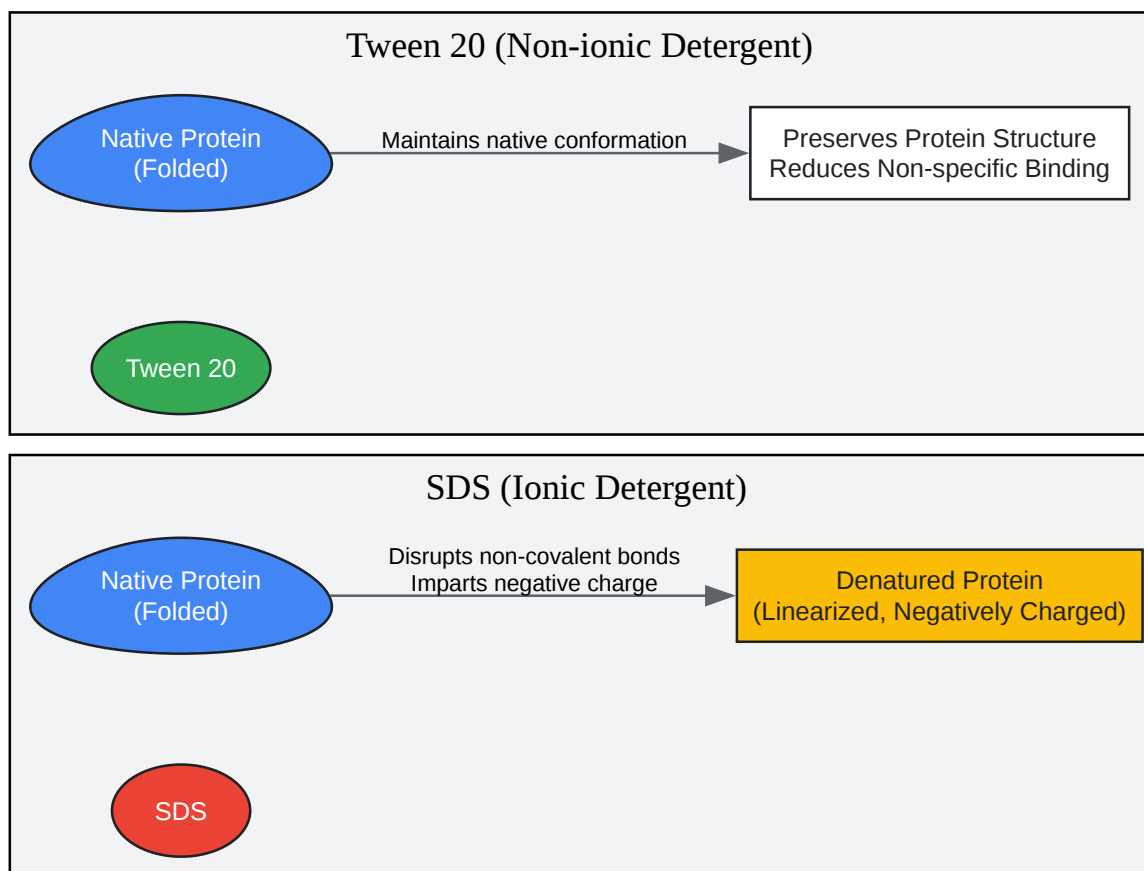 Tween 20 (Non-ionic Detergent)
Native Protein
(Folded)
Maintains native conformation
Preserves Protein Structure
Reduces Non-specific Binding
Tween 20
SDS (Ionic Detergent)
Native Protein
(Folded)
Disrupts non-covalent bonds
Imparts negative charge
Denatured Protein
(Linearized, Negatively Charged)
SDS